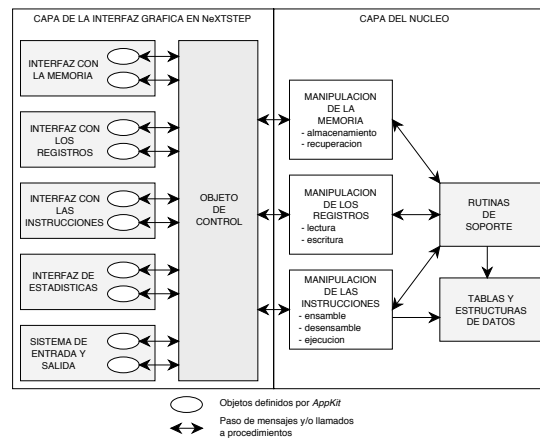 CAPA DE LA INTERFAZ GRAFICA EN NeXTSTEP
CAPA DEL NUCLEO
INTERFAZ CON
LA MEMORIA
INTERFAZ CON
LOS
REGISTROS
INTERFAZ CON
LAS
INSTRUCCIONES
INTERFAZ DE
ESTADISTICAS
SISTEMA DE
ENTRADA Y
SALIDA
OBJETO
DE
CONTROL
MANIPULACION
DE LA
MEMORIA
- almacenamiento
- recuperacion
MANIPULACION
DE LOS
REGISTROS
- lectura
- escritura
MANIPULACION
DE LAS
INSTRUCCIONES
- ensamble
- desensamble
- ejecucion
RUTINAS
DE
SOPORTE
TABLAS Y
ESTRUCTURAS
DE DATOS
Objetos definidos por AppKit
Paso de mensajes y/o llamados
a procedimientos